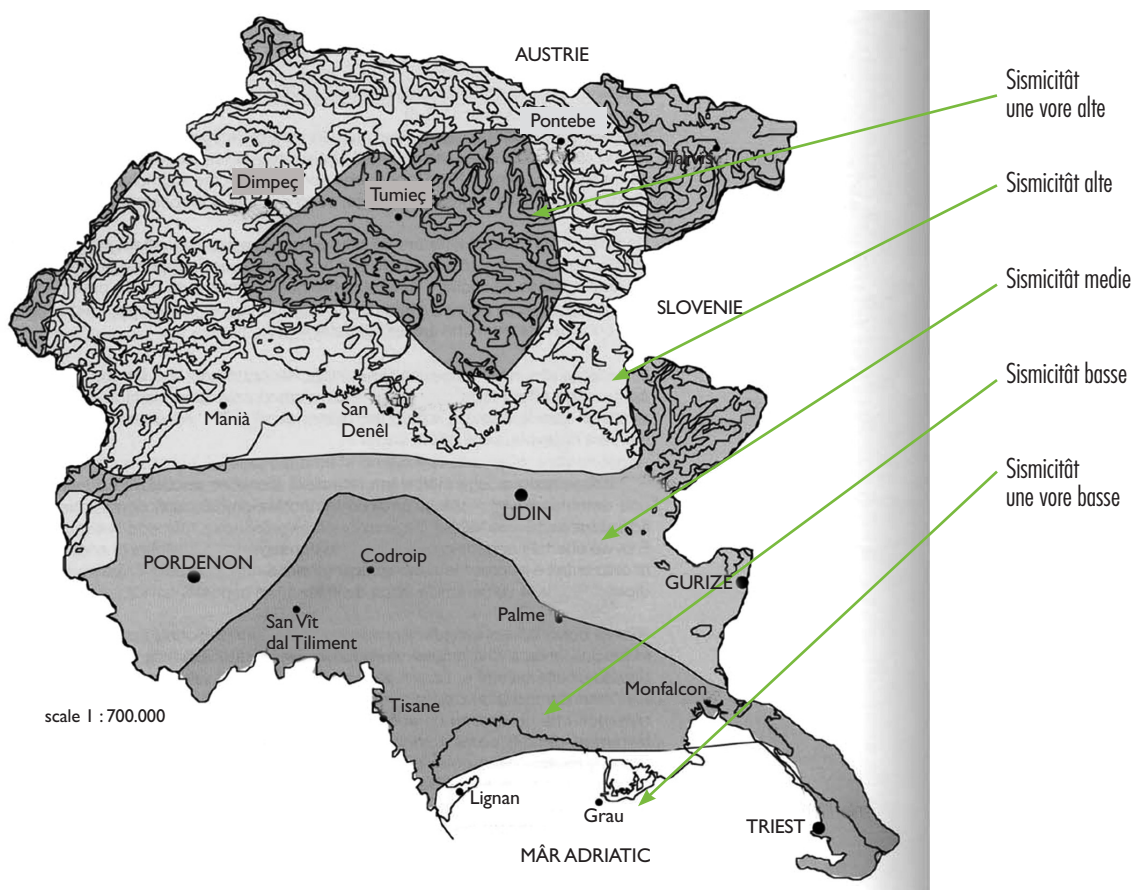 AUSTRIE
Sismicitât
une vore alte
Pontebe
Tarvis
Dimpeç
Tumieç
Sismicitât alte
Sismicitât medie
SLOVENIE
Sismicitât basse
Manià
San
Denêl
Sismicitât
une vore basse
UDIN
PORDENON
Codroip
GURIZE
San Vît
dal Tiliment
Palme
Monfalcon
Tisane
scale 1 : 700.000
Lignan
Grau
TRIEST
MÂR ADRIATIC